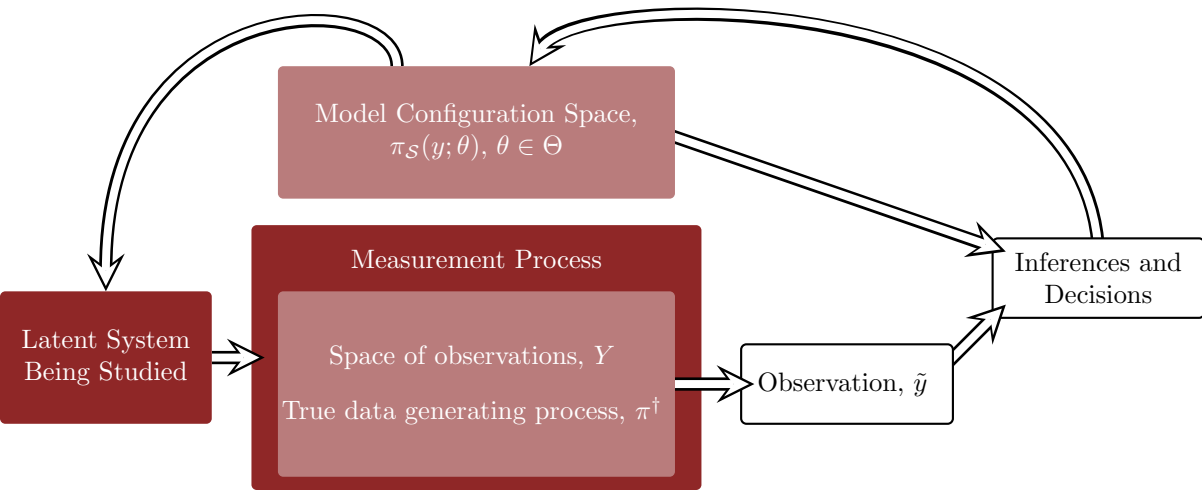 Model Configuration Space,
π_𝒮(y; θ), θ ∈ Θ
Measurement Process
Latent System
Being Studied
Space of observations, Y
True data generating process, π†
Observation, ỹ
Inferences and
Decisions